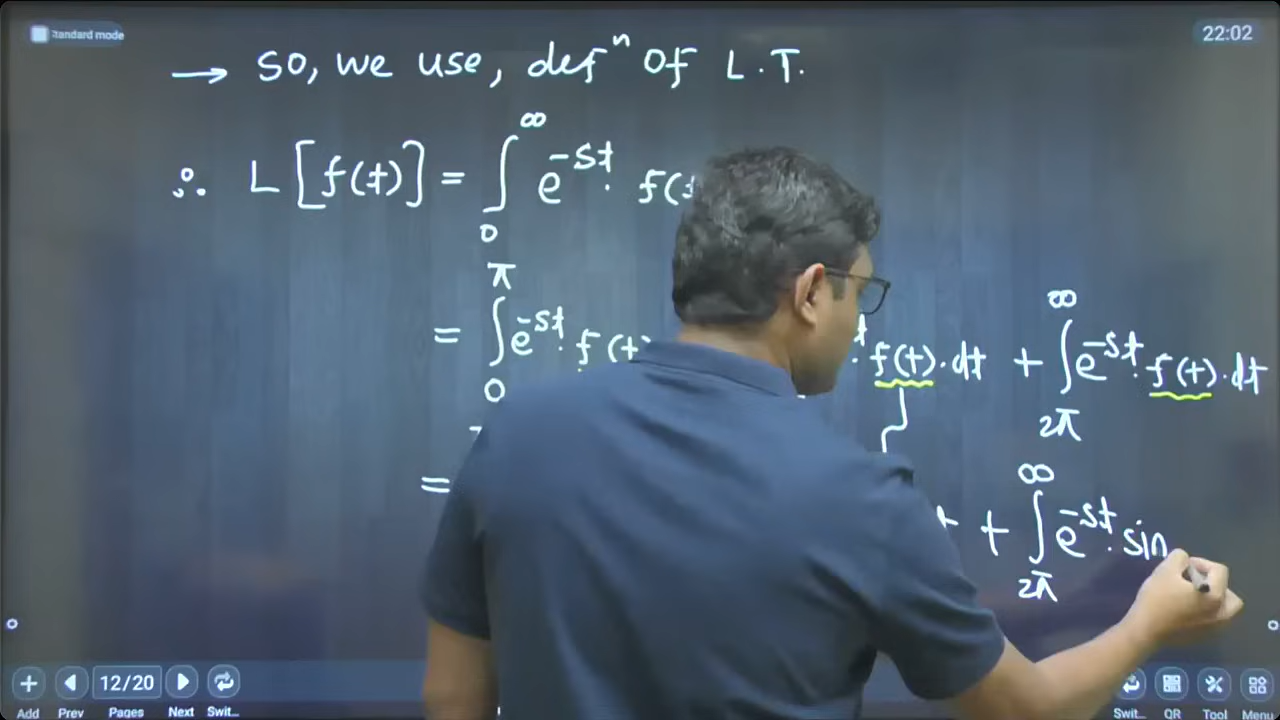 Standard mode
22:02
→ So, we use, defⁿ of L.T.
∴ L[f(t)] = ∫₀^∞ e^{-st}. f(t
= ∫₀^π e^{-st}. f(t) t. f(t).dt + ∫_{2π}^∞ e^{-st}. f(t).dt
= t + ∫_{2π}^∞ e^{-st}. sin
+ ◀ 12/20 ▶
Add Prev Pages Next Swit... Swit... QR Tool Menu